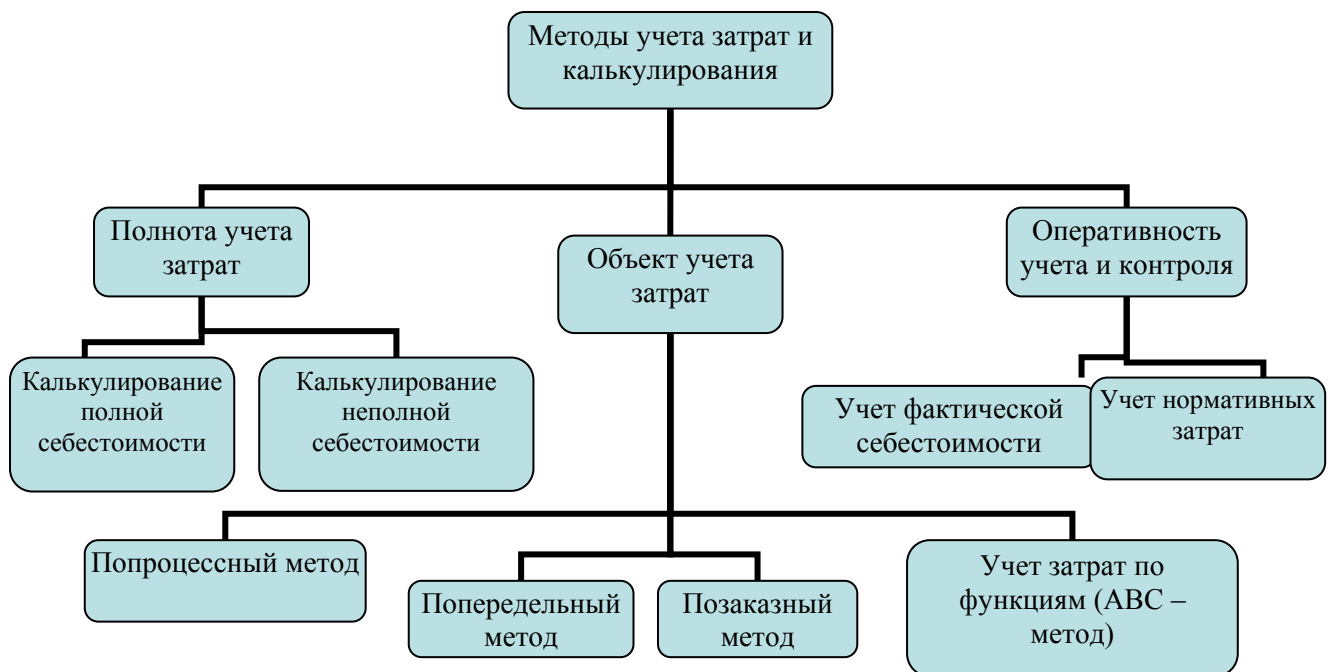 Методы учета затрат и
калькулирования
Полнота учета
затрат
Объект учета
затрат
Оперативность
учета и контроля
Калькулирование
полной
себестоимости
Калькулирование
неполной
себестоимости
Учет фактической
себестоимости
Учет нормативных
затрат
Попроцессный метод
Попередельный
метод
Позаказный
метод
Учет затрат по
функциям (АВС –
метод)